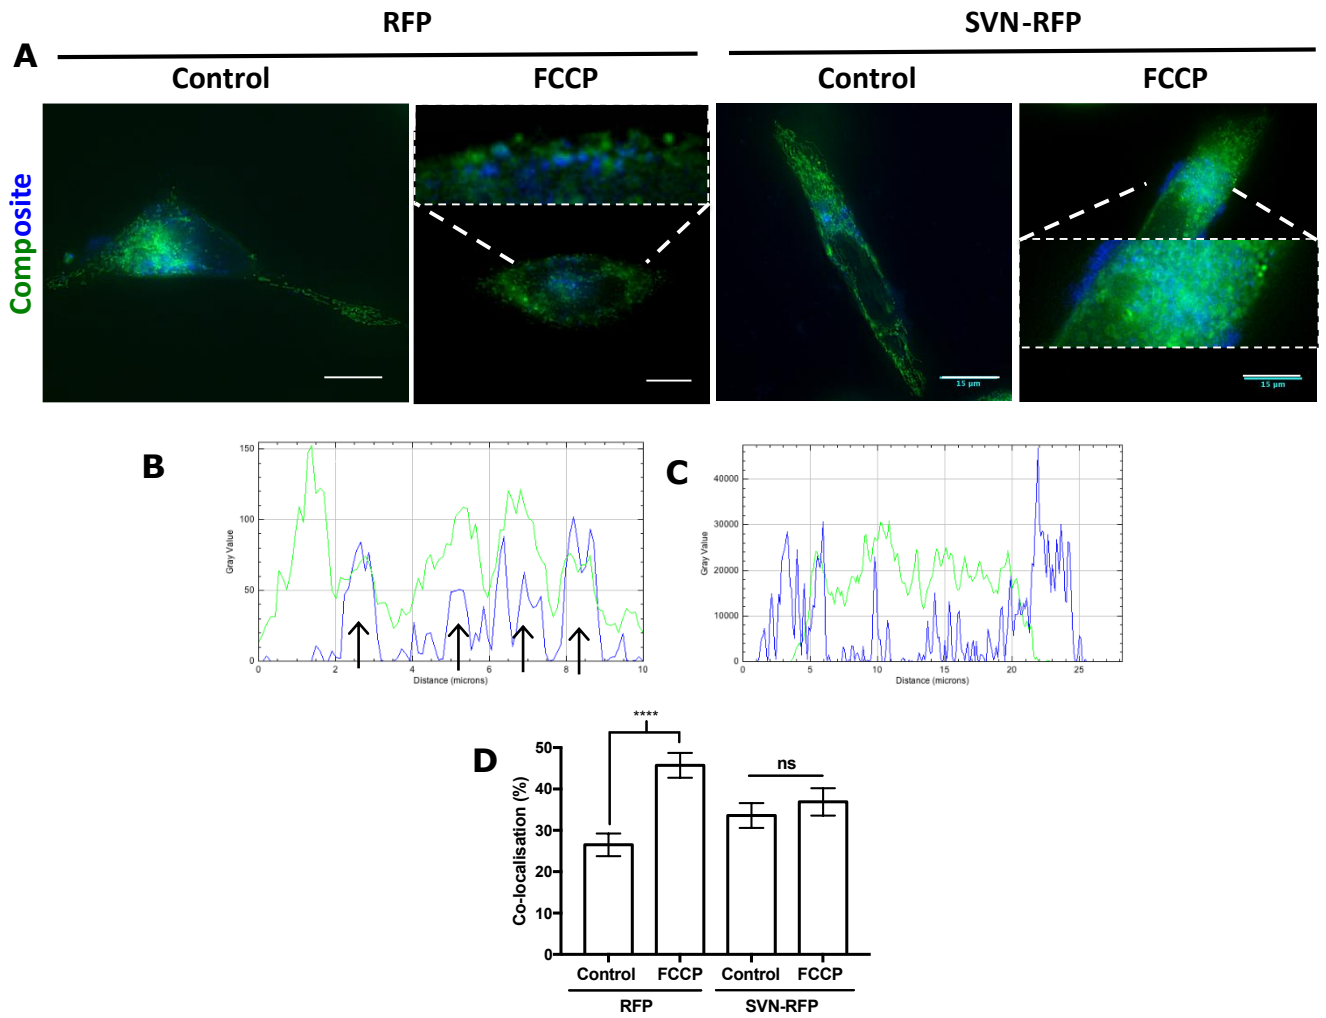 RFP
SVN-RFP
A
Control
FCCP
Control
FCCP
Composite
15 µm
15 µm
B
150
100
50
0
Gray Value
0
2
4
6
8
10
Distance (microns)
C
40000
30000
20000
10000
0
Gray Value
0
5
10
15
20
25
Distance (microns)
D
****
ns
50
40
30
20
10
0
Co-localisation (%)
Control FCCP Control FCCP
RFP SVN-RFP